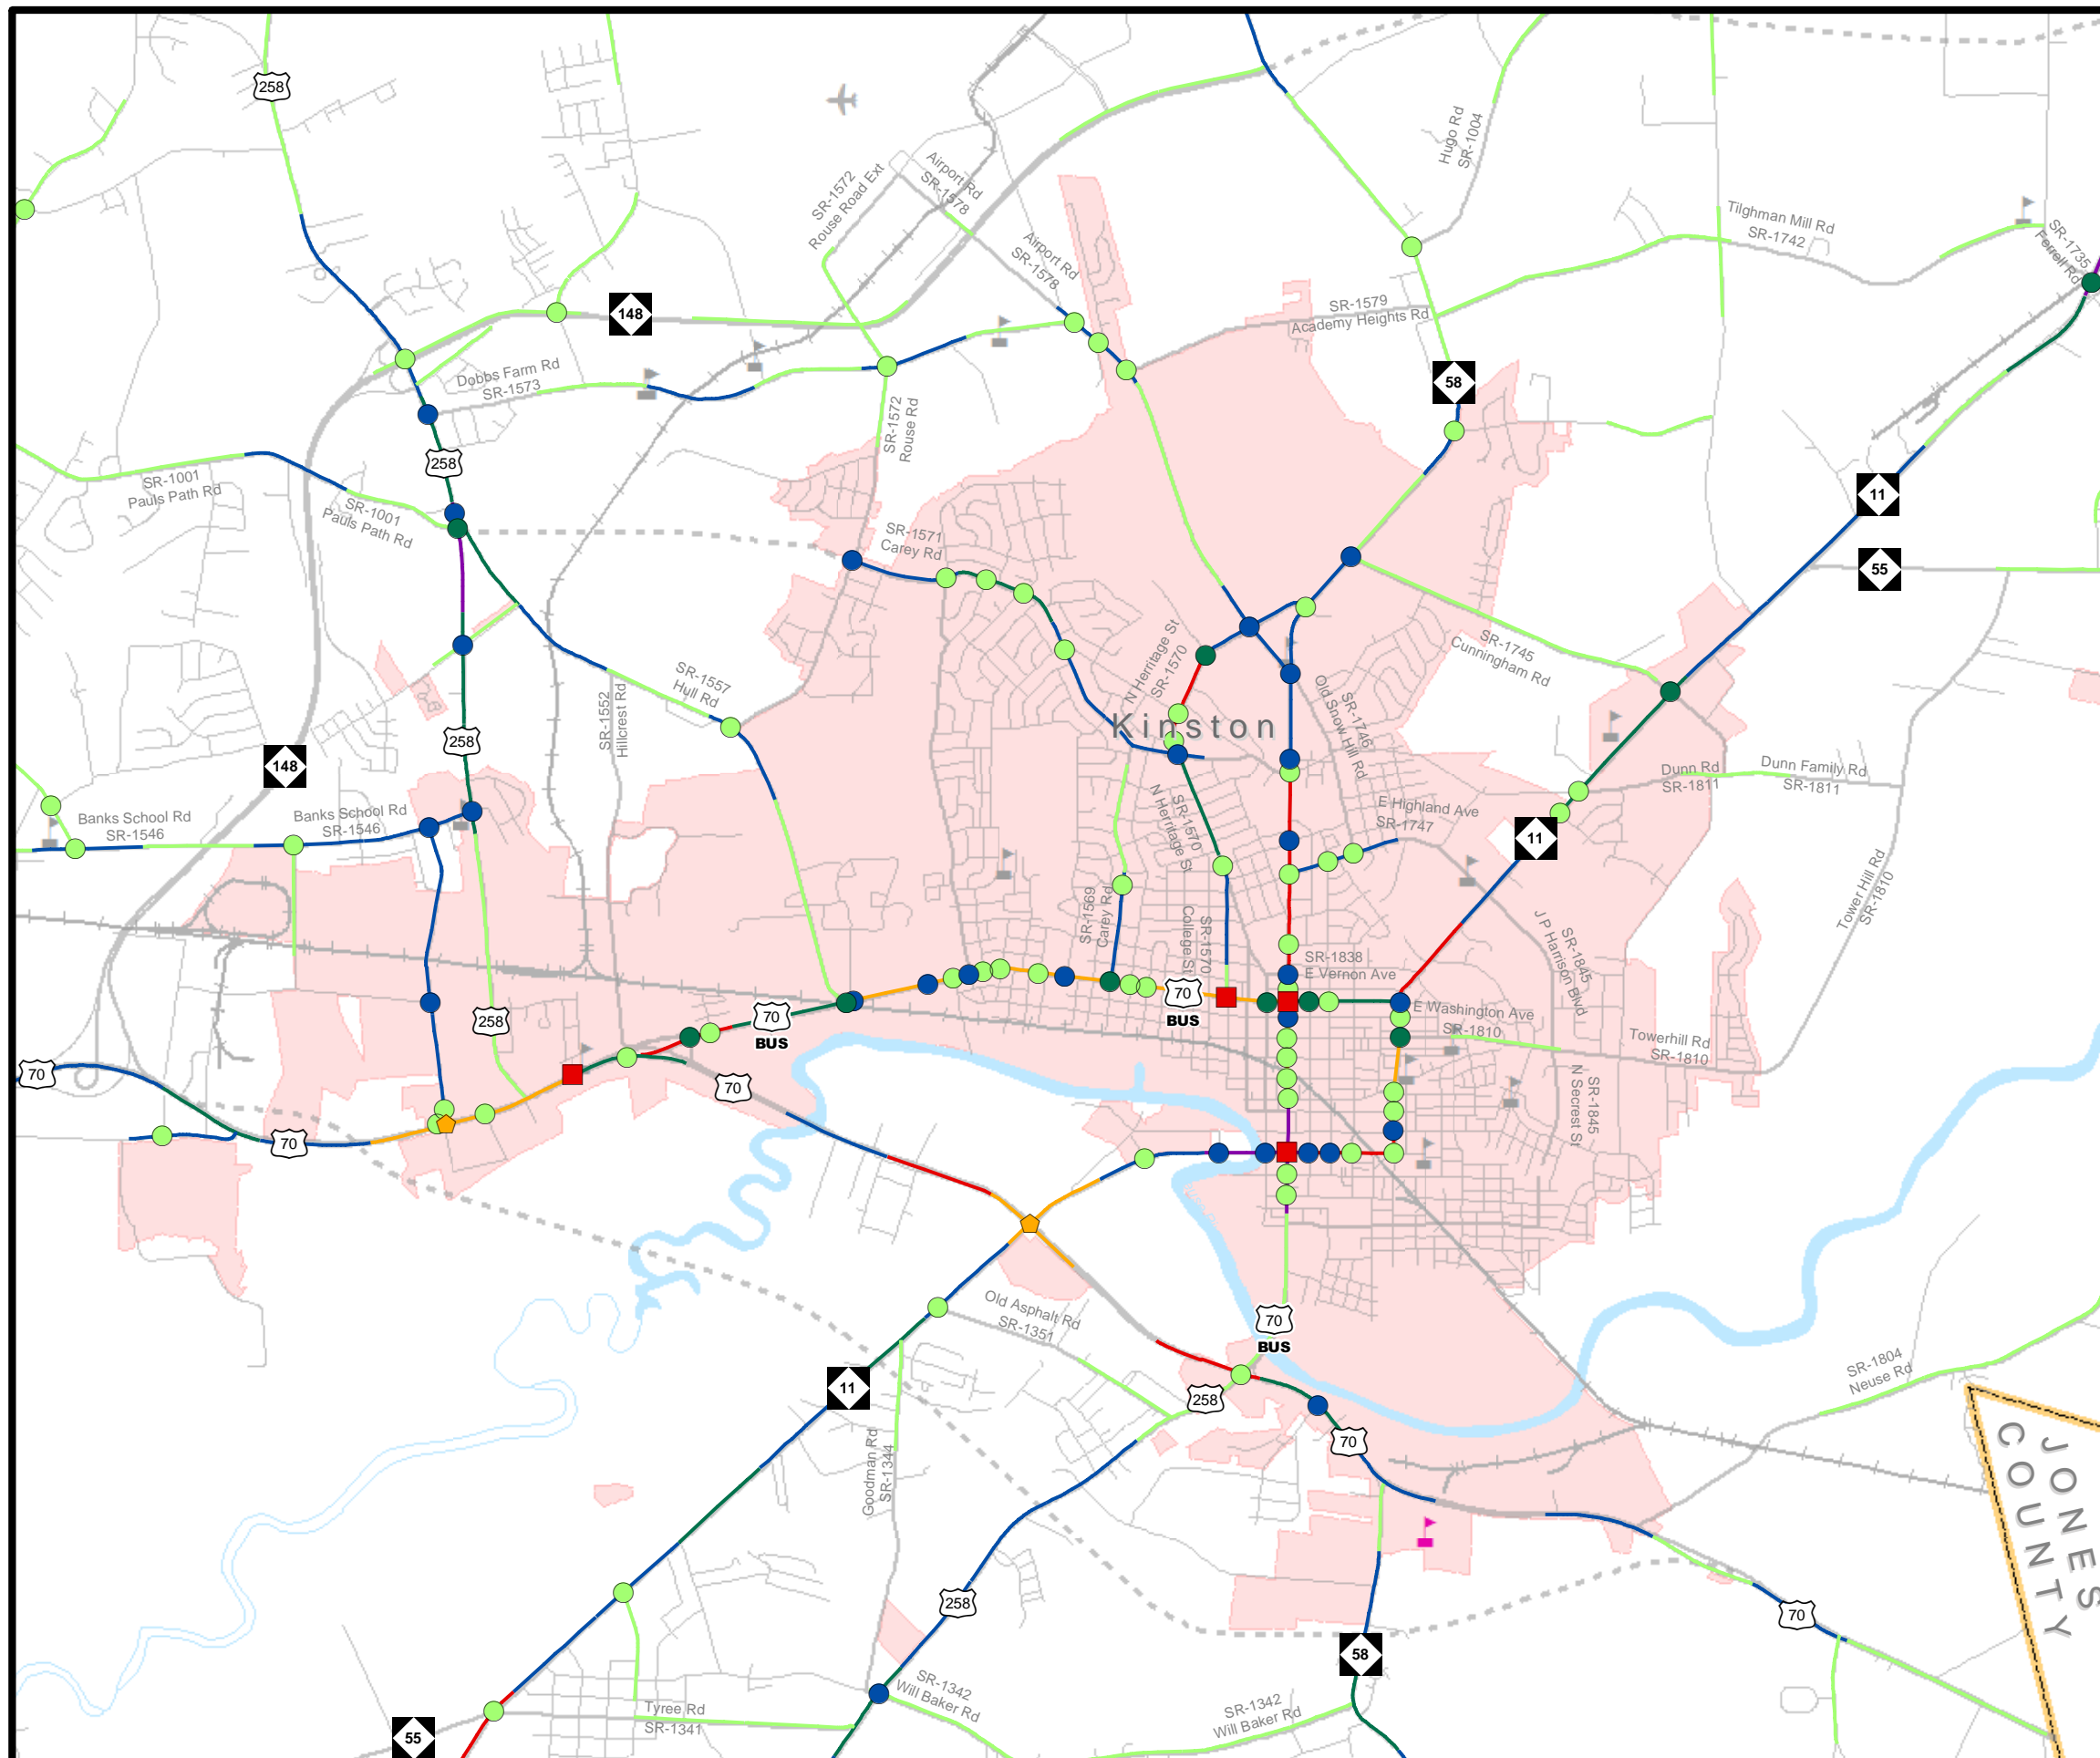 258
Hugo Rd
SR-1004
SR-1572
Rouse Road Ext
Airport Rd
SR-1578
Airport Rd
SR-1578
Tilghman Mill Rd
SR-1742
SR-1735
Ferrell Rd
148
SR-1579
Academy Heights Rd
58
Dobbs Farm Rd
SR-1573
SR-1572
Rouse Rd
258
SR-1001
Pauls Path Rd
SR-1001
Pauls Path Rd
11
SR-1571
Carey Rd
55
N Herritage St
SR-1570
SR-1745
Cunningham Rd
SR-1557
Hull Rd
SR-1552
Hillcrest Rd
Kinston
SR-1746
Old Snow Hill Rd
258
148
Dunn Rd
SR-1811
Dunn Family Rd
SR-1811
Banks School Rd
SR-1546
Banks School Rd
SR-1546
SR-1570
N Herritage St
E Highland Ave
SR-1747
11
SR-1569
Carey Rd
SR-1570
College St
Tower Hill Rd
SR-1810
SR-1845
J P Harrison Blvd
SR-1838
E Vernon Ave
70
BUS
258
70
BUS
E Washington Ave
SR-1810
Towerhill Rd
SR-1810
70
70
SR-1845
N Secrest St
70
Old Asphalt Rd
SR-1351
70
BUS
SR-1804
Neuse Rd
11
258
70
Goodman Rd
SR-1344
JONES
COUNTY
258
70
58
SR-1342
Will Baker Rd
SR-1342
Will Baker Rd
Tyree Rd
SR-1341
55